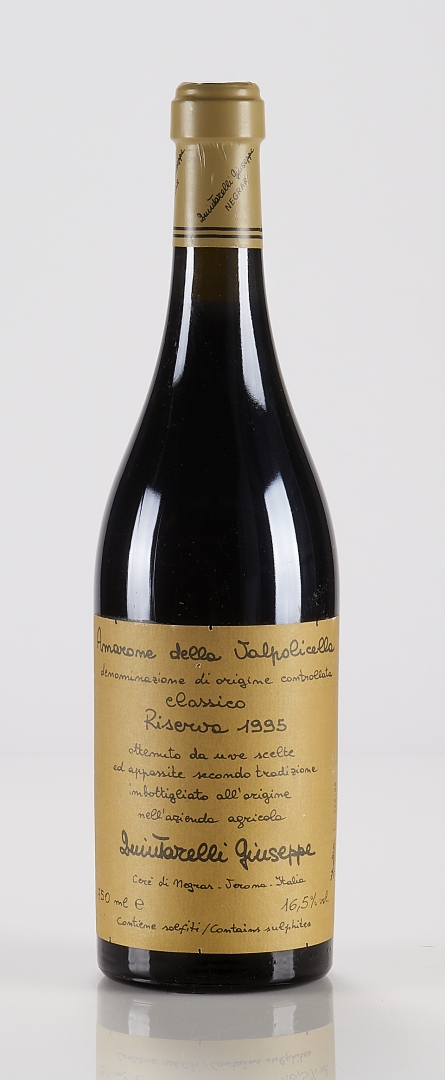 Quintarelli Giuseppe
NEGRAR
Amarone della Valpolicella
denominazione di origine controllata
classico
Riserva 1995
ottenuto da uve scelte
ed appassite secondo tradizione
imbottigliato all'origine
nell'azienda agricola
Quintarelli Giuseppe
Cerè di Negrar - Verona - Italia
750 ml e 16,5% vol
Contiene solfiti/Contains sulphites